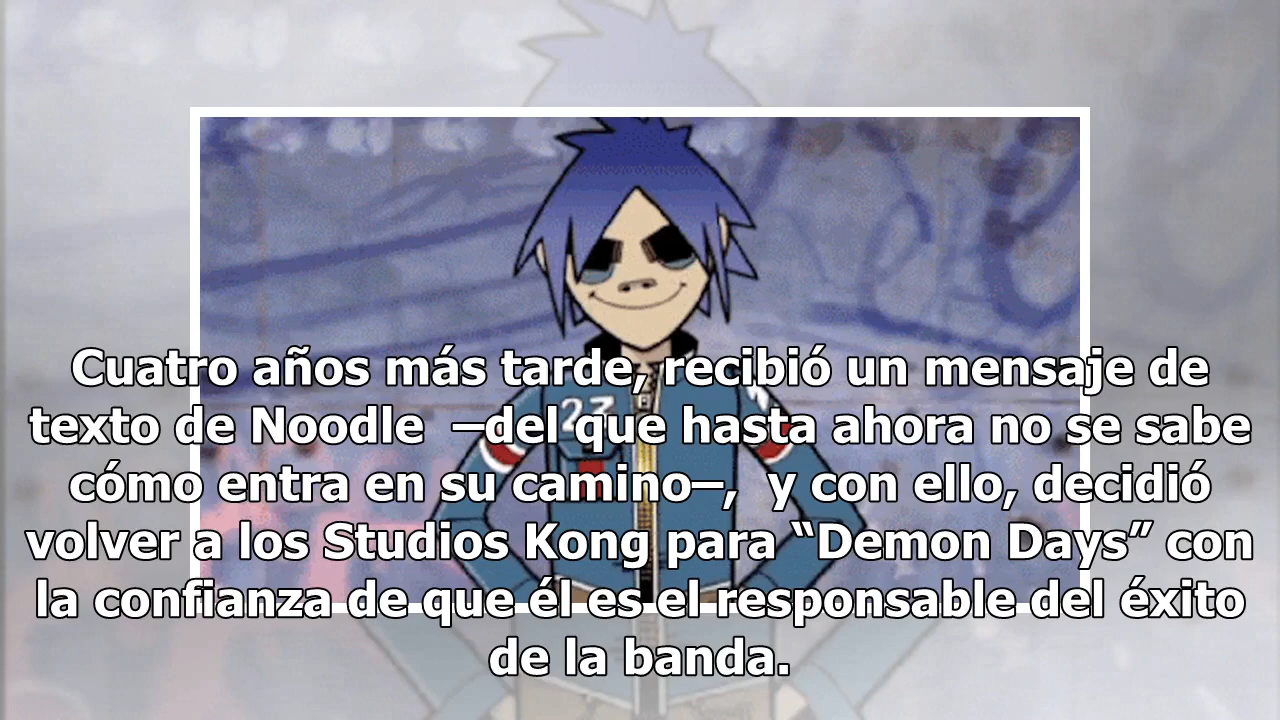 Cuatro años más tarde, recibió un mensaje de
texto de Noodle –del que hasta ahora no se sabe
cómo entra en su camino–, y con ello, decidió
volver a los Studios Kong para “Demon Days” con
la confianza de que él es el responsable del éxito
de la banda.
23